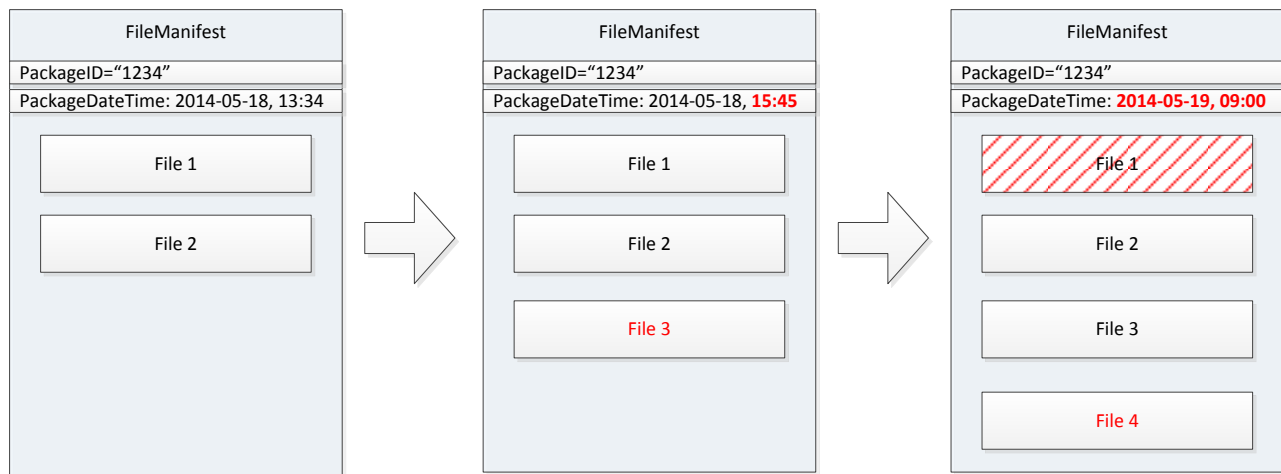 FileManifest
PackageID=“1234”
PackageDateTime: 2014-05-18, 13:34
File 1
File 2
FileManifest
PackageID=“1234”
PackageDateTime: 2014-05-18, 15:45
File 1
File 2
File 3
FileManifest
PackageID=“1234”
PackageDateTime: 2014-05-19, 09:00
File 1
File 2
File 3
File 4